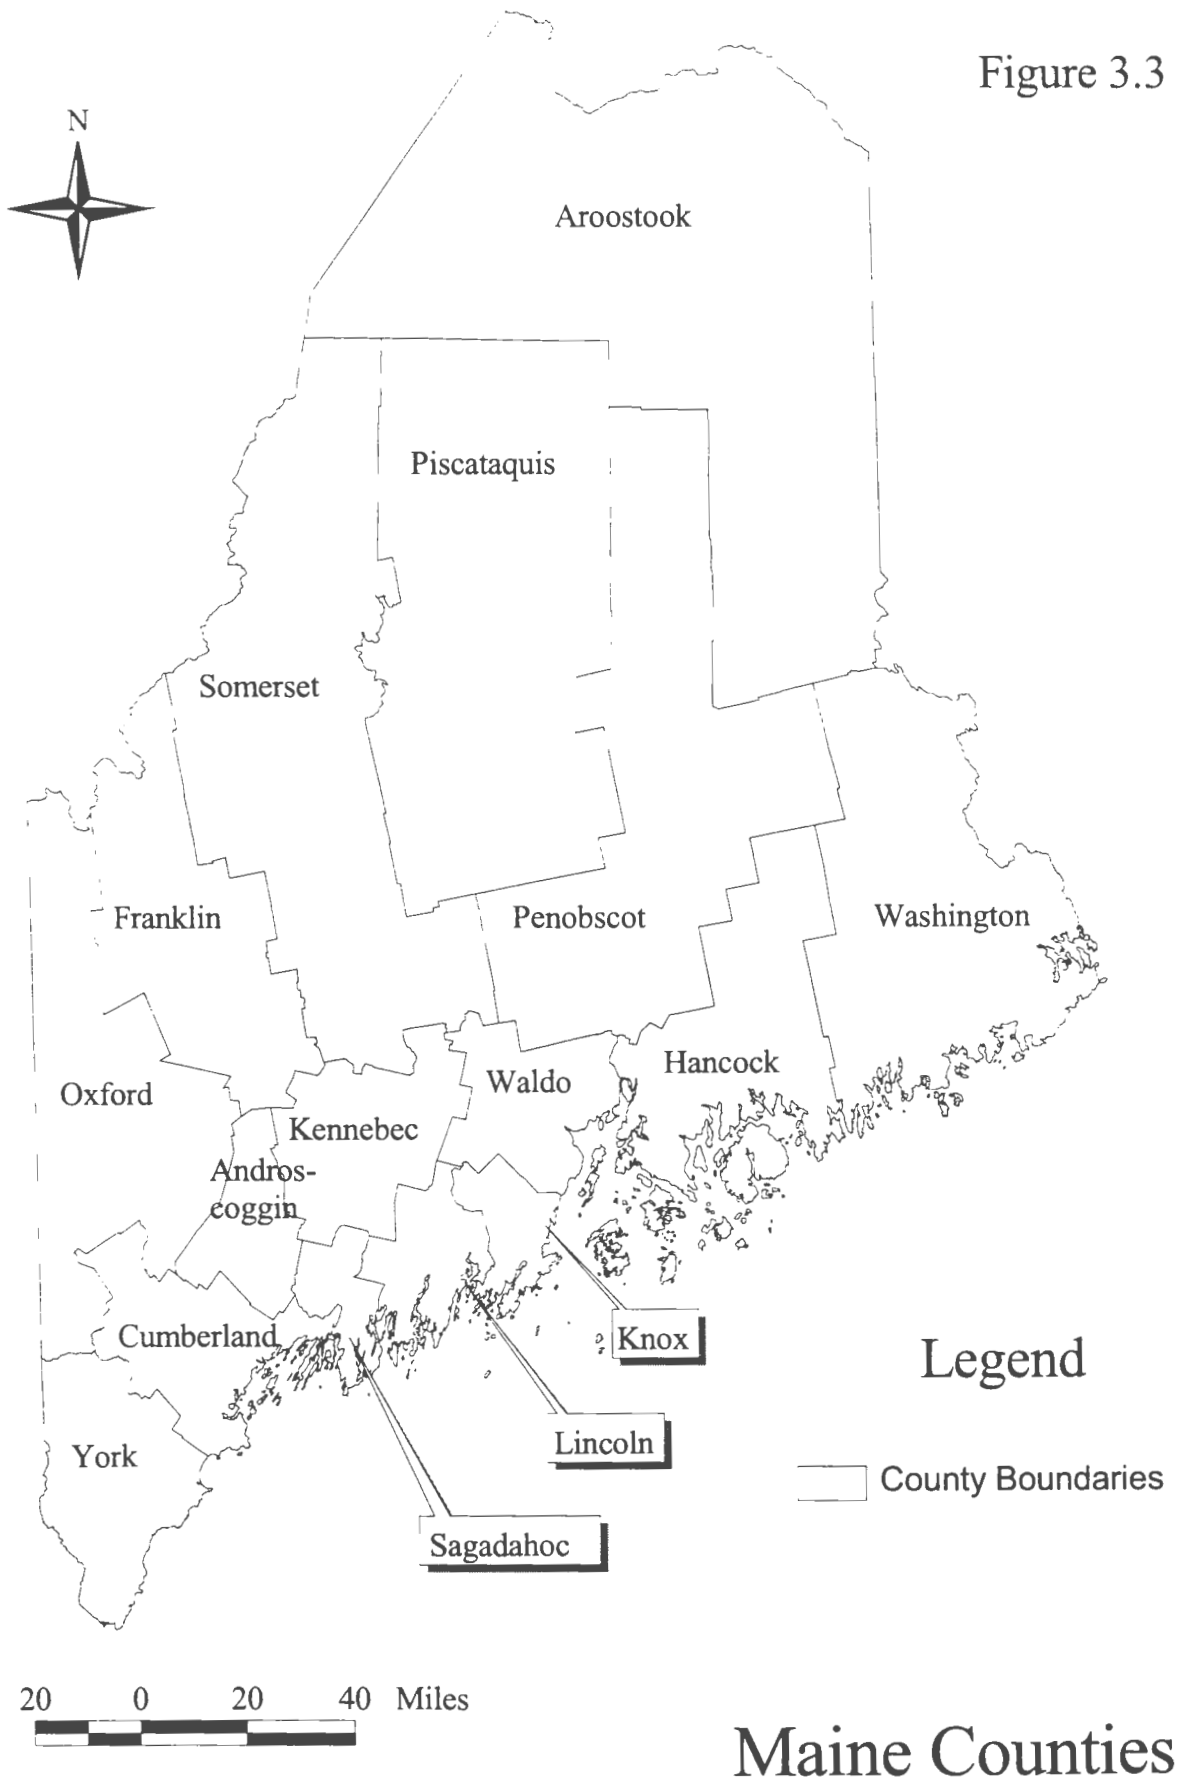 Figure 3.3
N
Aroostook
Piscataquis
Somerset
Franklin
Penobscot
Washington
Hancock
Waldo
Oxford
Kennebec
Andros-
coggin
Cumberland
Knox
Legend
Lincoln
York
County Boundaries
Sagadahoc
20 0 20 40 Miles
Maine Counties